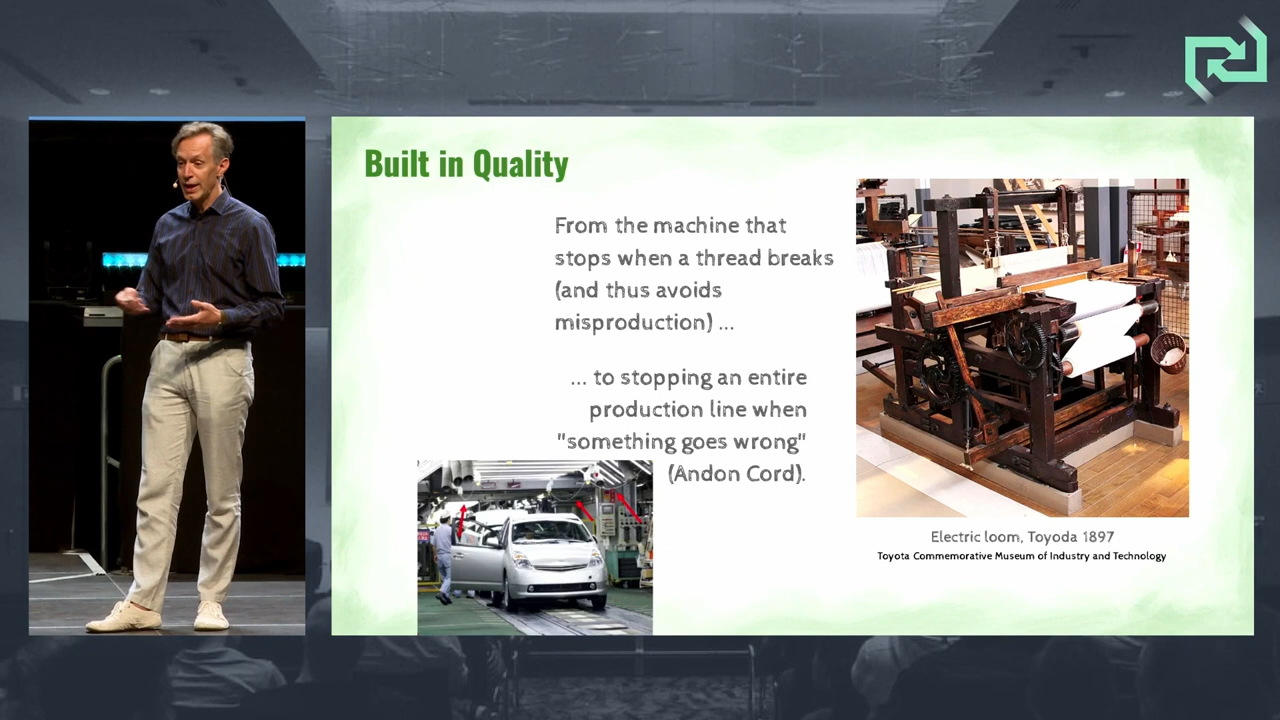 Built in Quality
From the machine that
stops when a thread breaks
(and thus avoids
misproduction) ...
... to stopping an entire
production line when
"something goes wrong"
(Andon Cord).
Electric loom, Toyoda 1897
Toyota Commemorative Museum of Industry and Technology